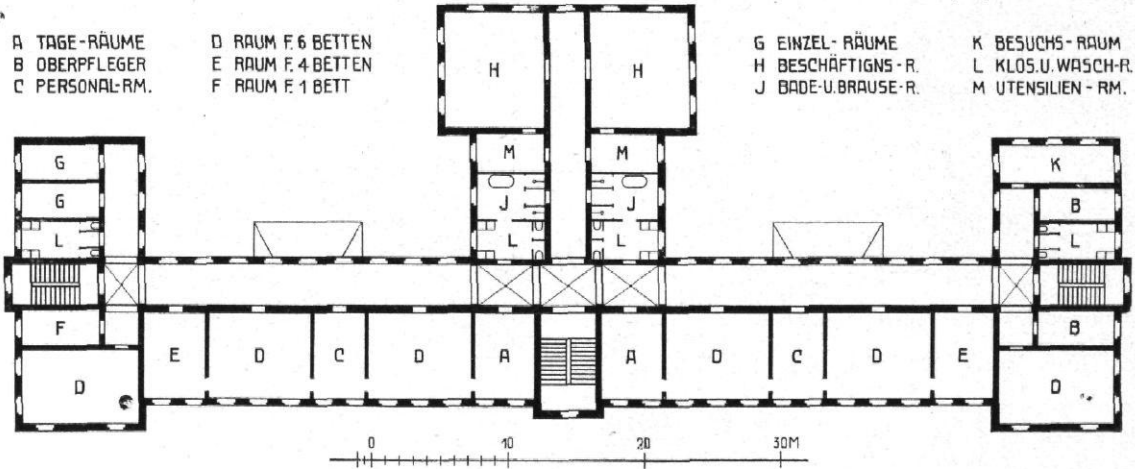 A TAGE-RÄUME
B OBERPFLEGER
C PERSONAL-RM.
D RAUM F. 6 BETTEN
E RAUM F. 4 BETTEN
F RAUM F. 1 BETT
G EINZEL-RÄUME
H BESCHÄFTIGNS-R.
J BADE-U.BRAUSE-R.
K BESUCHS-RAUM
L KLOS.U.WASCH-R.
M UTENSILIEN-RM.
H H
G M M K
G J J B
L L L L
F B
E D C D A A D C D E
D D
0 10 20 30M